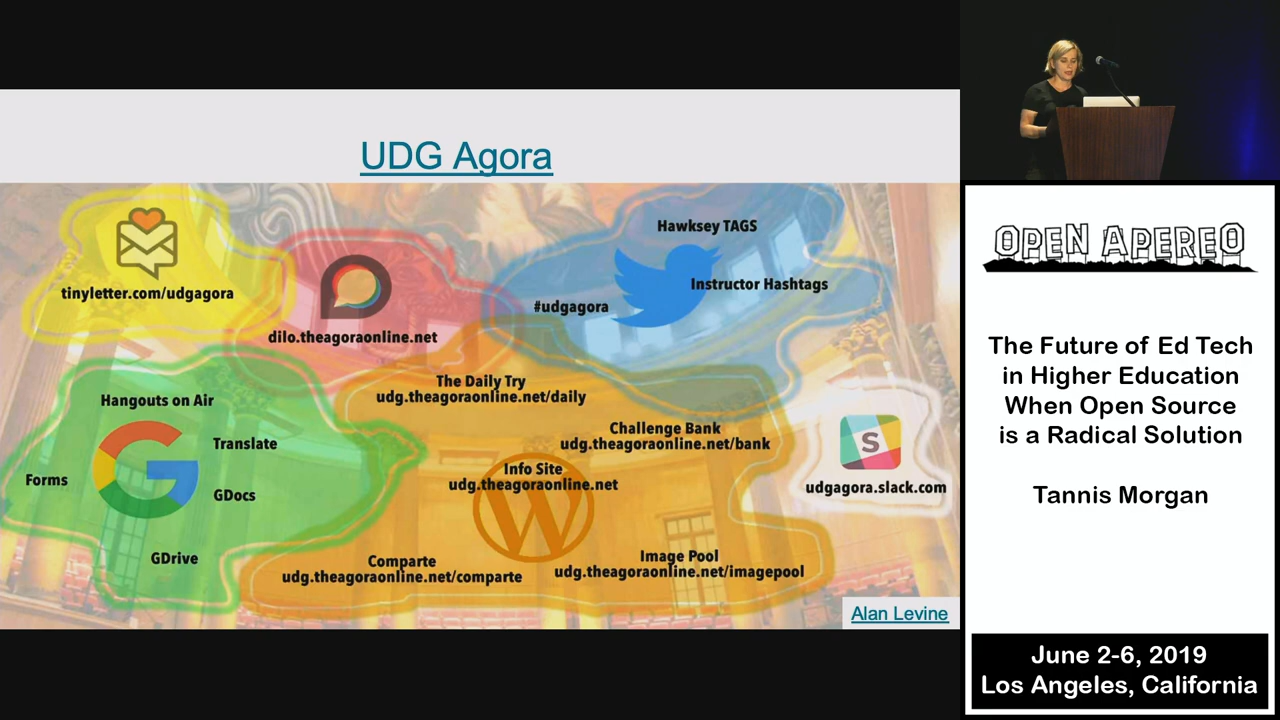 UDG Agora
tinyletter.com/udgagora
dilo.theagoraonline.net
Hawksey TAGS
Instructor Hashtags
#udgagora
Hangouts on Air
Translate
Forms
GDocs
GDrive
The Daily Try
udg.theagoraonline.net/daily
Challenge Bank
udg.theagoraonline.net/bank
Info Site
udg.theagoraonline.net
Comparte
udg.theagoraonline.net/comparte
Image Pool
udg.theagoraonline.net/imagepool
S
udgagora.slack.com
Alan Levine
OPEN APEREO
The Future of Ed Tech
in Higher Education
When Open Source
is a Radical Solution
Tannis Morgan
June 2-6, 2019
Los Angeles, California